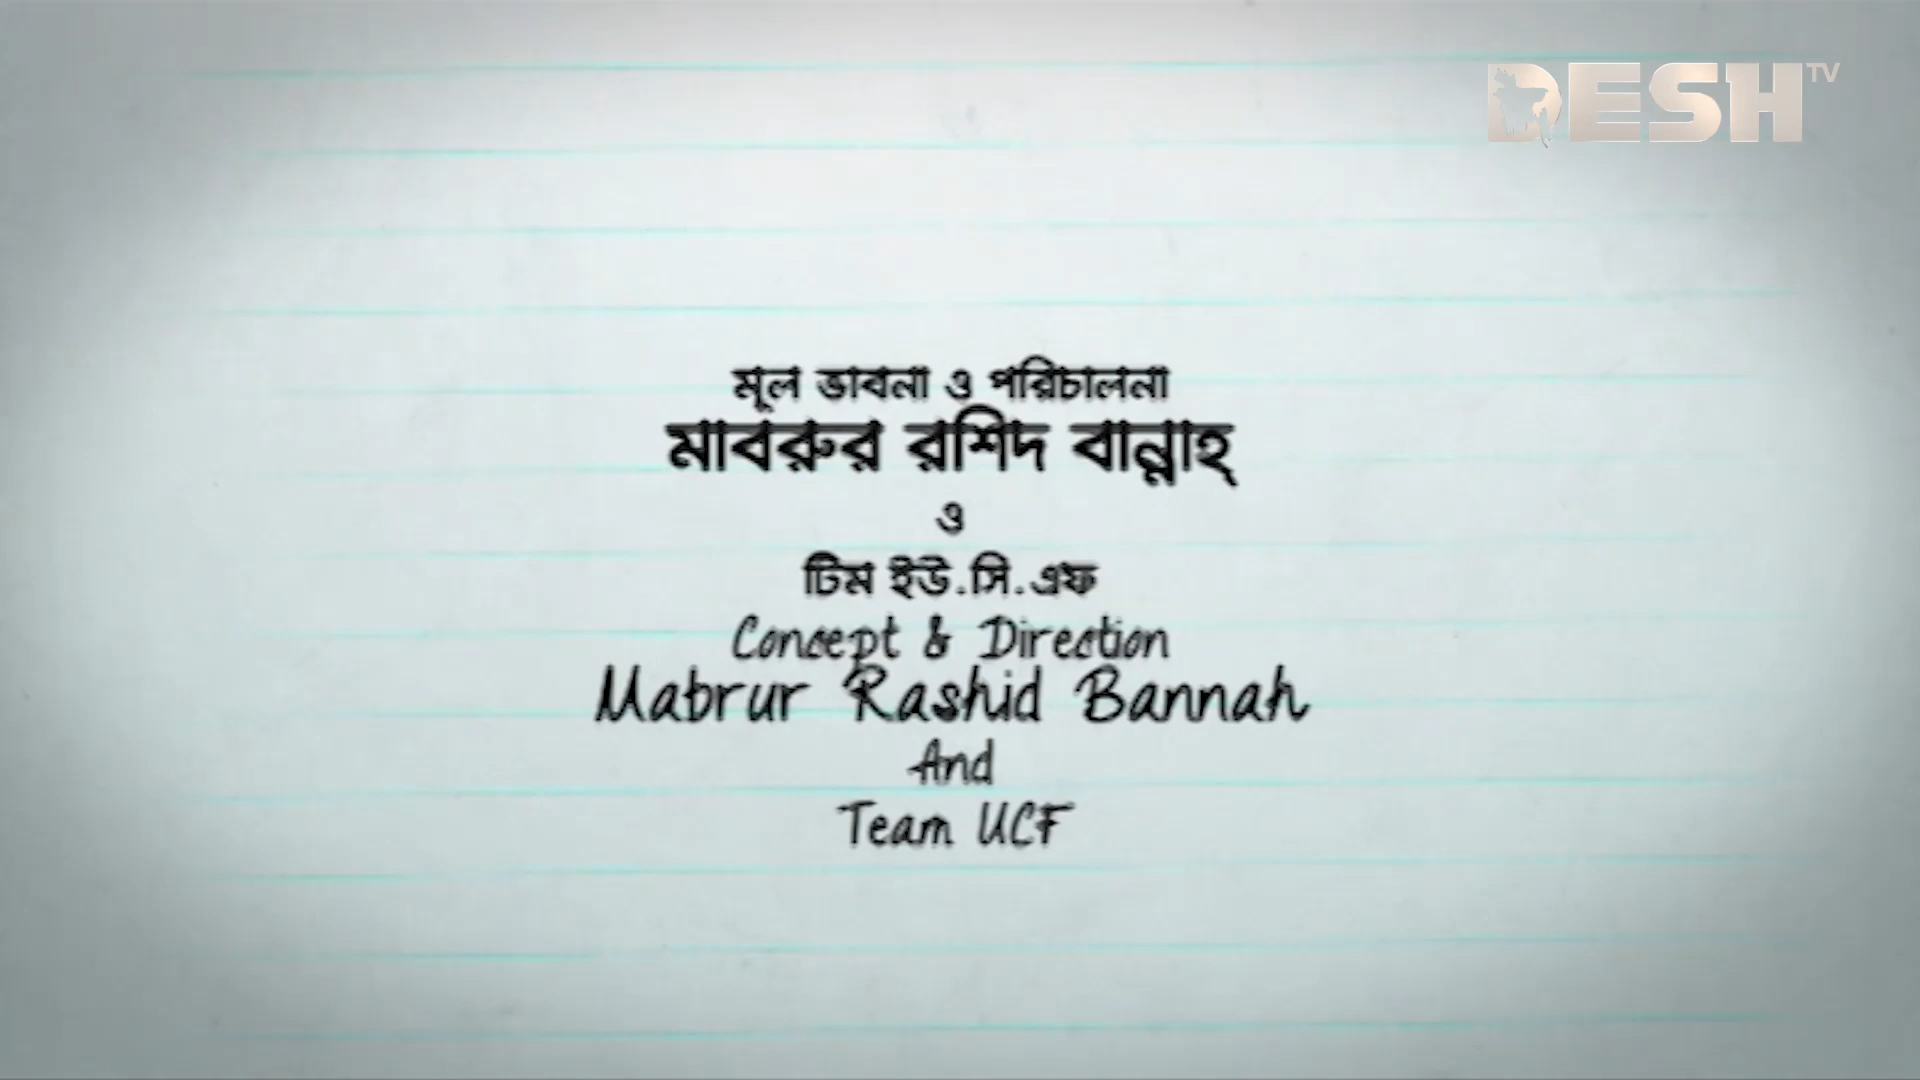 DESH TV
মূল ভাবনা ও পরিচালনা
মাবরুর রশিদ বান্নাহ্
ও
টিম ইউ.সি.এফ
Concept & Direction
Mabrur Rashid Bannah
And
Team UCF